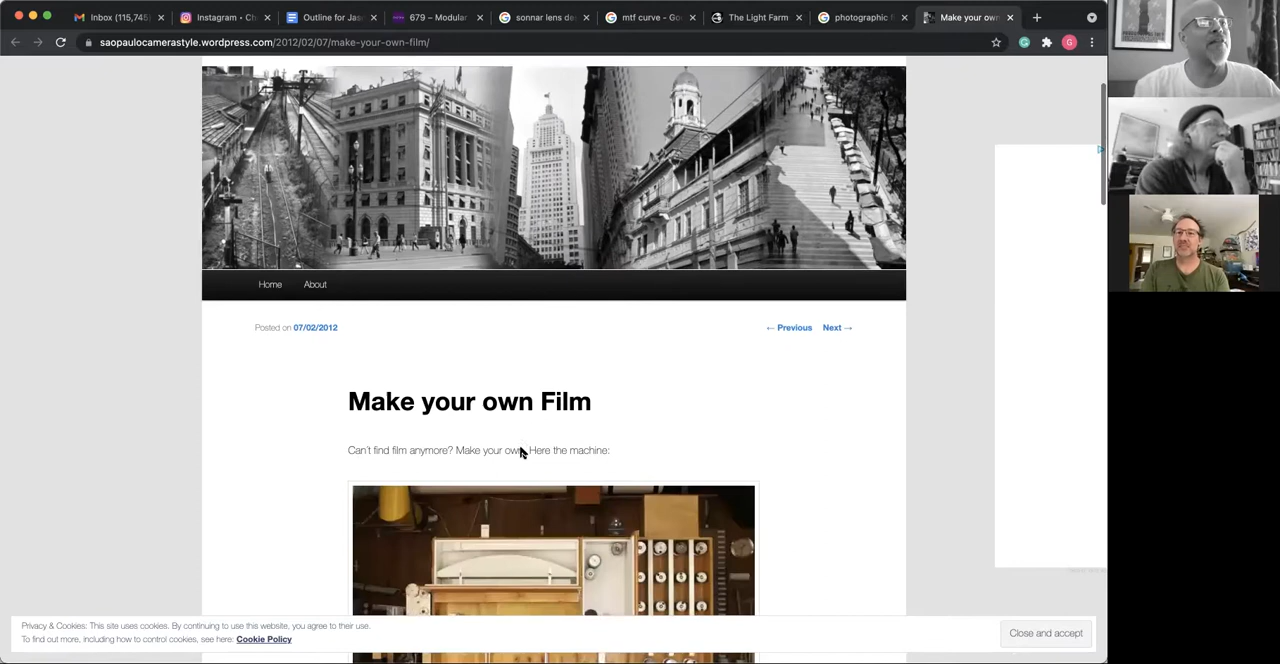 Inbox (115,745)
Instagram • Ch
Outline for Jas
679 – Modular
sonnar lens de
mtf curve - Go
The Light Farm
photographic f
Make your own
saopaulocamerastyle.wordpress.com/2012/02/07/make-your-own-film/
G
Home About
Posted on 07/02/2012
← Previous Next →
Make your own Film
Can´t find film anymore? Make your own. Here the machine:
Privacy & Cookies: This site uses cookies. By continuing to use this website, you agree to their use.
To find out more, including how to control cookies, see here: Cookie Policy
Close and accept